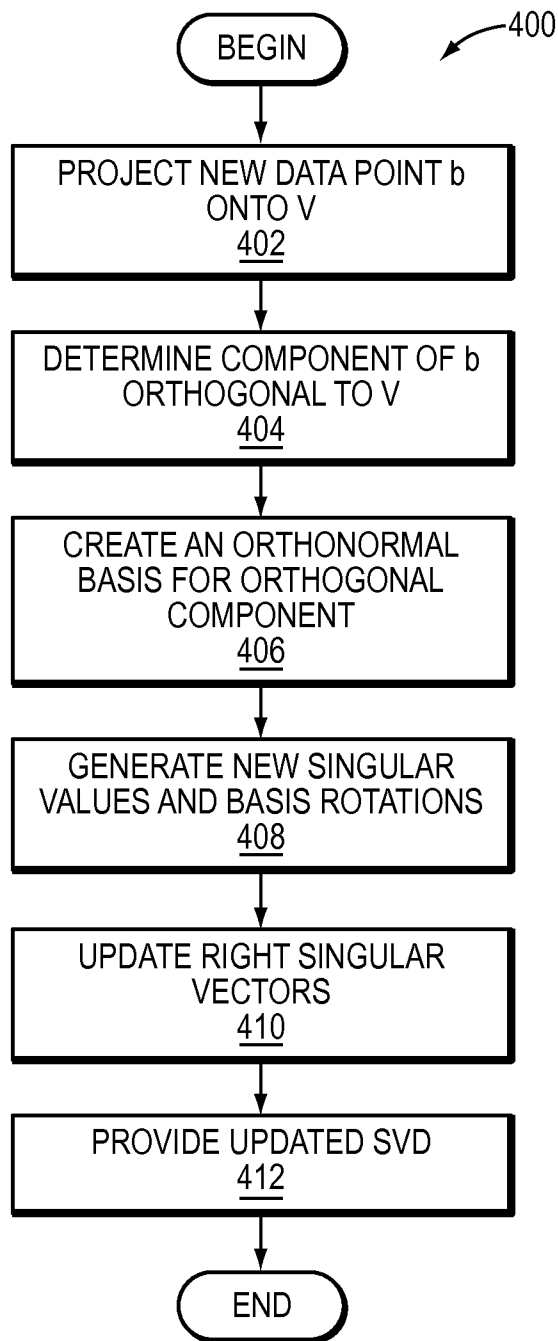 BEGIN
400
PROJECT NEW DATA POINT b
ONTO V
402
DETERMINE COMPONENT OF b
ORTHOGONAL TO V
404
CREATE AN ORTHONORMAL
BASIS FOR ORTHOGONAL
COMPONENT
406
GENERATE NEW SINGULAR
VALUES AND BASIS ROTATIONS
408
UPDATE RIGHT SINGULAR
VECTORS
410
PROVIDE UPDATED SVD
412
END